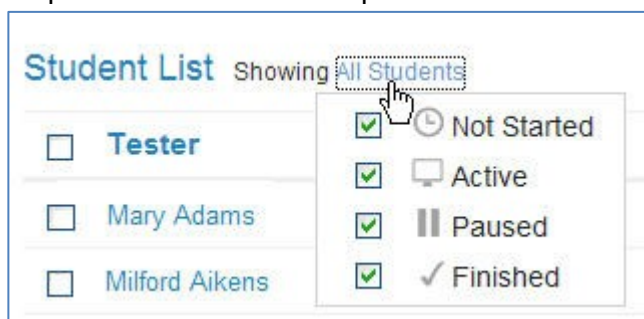 Student List Showing All Students
Not Started
Tester
Active
Mary Adams
Paused
Milford Aikens
Finished